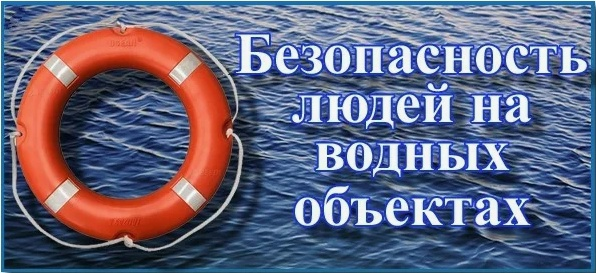 Безопасность
людей на
водных
объектах